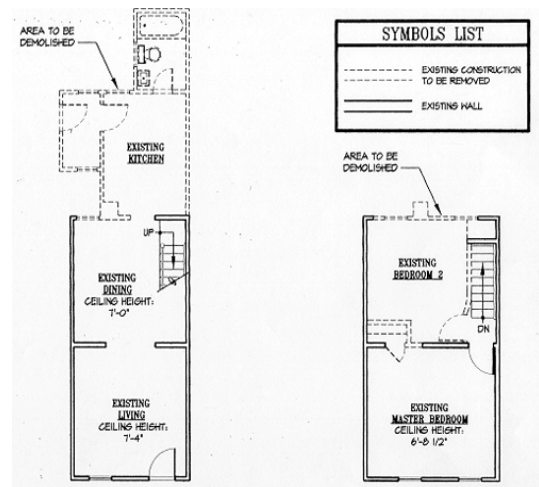 AREA TO BE
DEMOLISHED
EXISTING
KITCHEN
UP
EXISTING
DINING
CEILING HEIGHT:
7'-0"
EXISTING
LIVING
CEILING HEIGHT:
7'-4"
SYMBOLS LIST
EXISTING CONSTRUCTION
TO BE REMOVED
EXISTING WALL
AREA TO BE
DEMOLISHED
EXISTING
BEDROOM 2
DN
EXISTING
MASTER BEDROOM
CEILING HEIGHT:
6'-8 1/2"